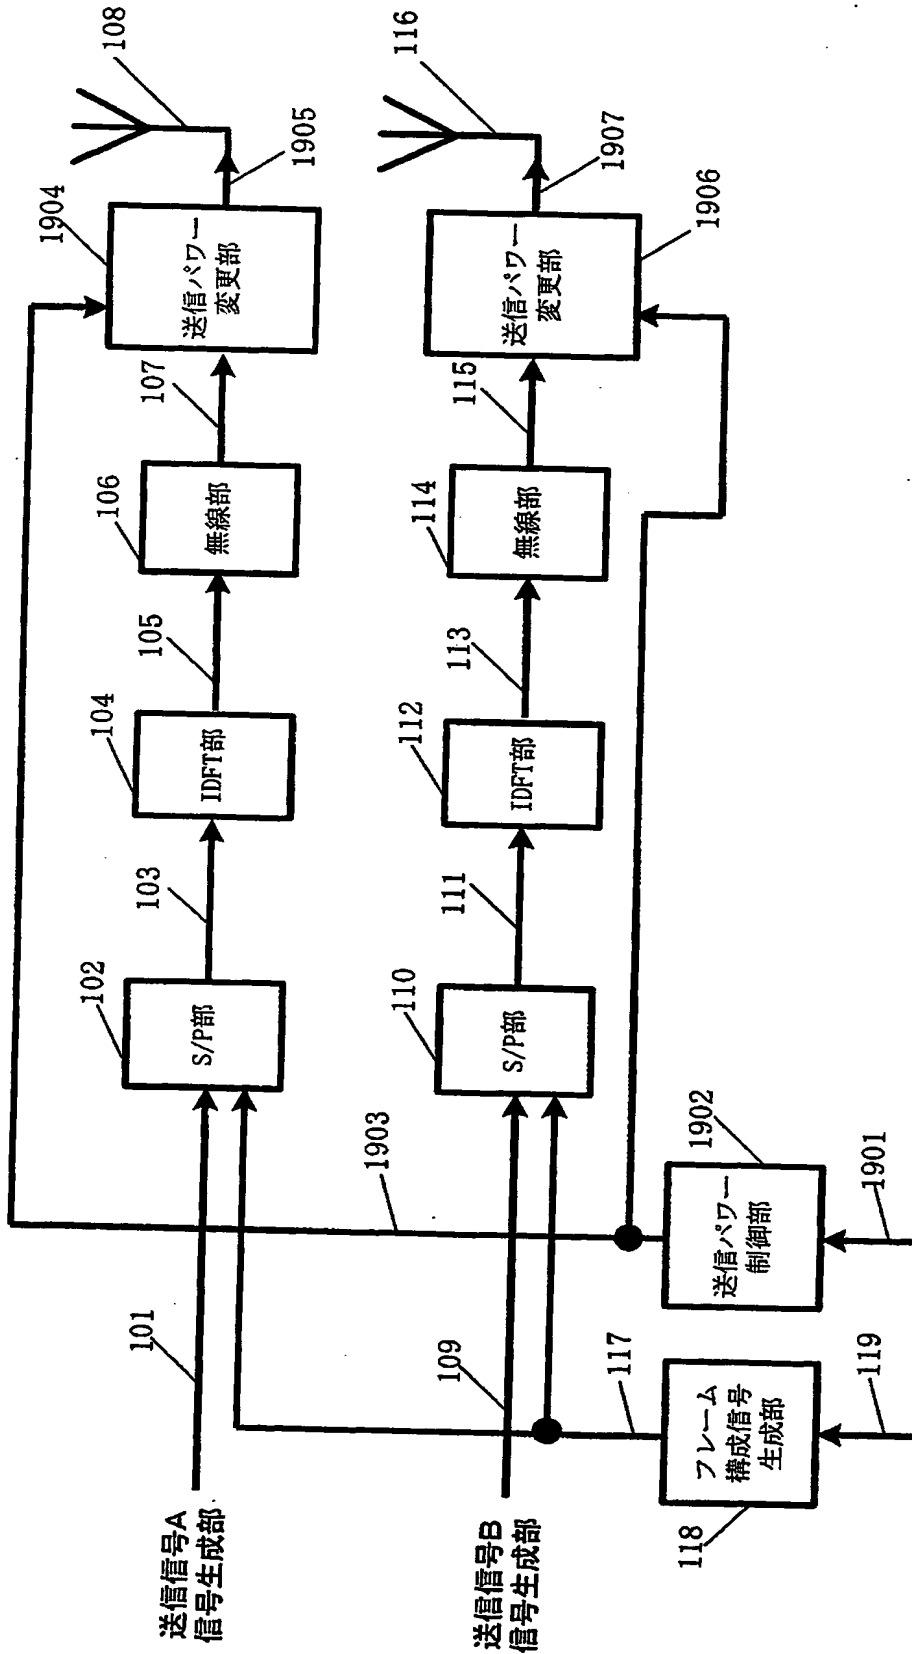 108
1905
1904
送信パワー
変更部
107
106
無線部
105
104
IDFT部
103
102
S/P部
101
送信信号A
信号生成部
116
1907
1906
送信パワー
変更部
115
114
無線部
113
112
IDFT部
111
110
S/P部
109
送信信号B
信号生成部
1903
1902
送信パワー
制御部
1901
117
118
フレーム
構成信号
生成部
119